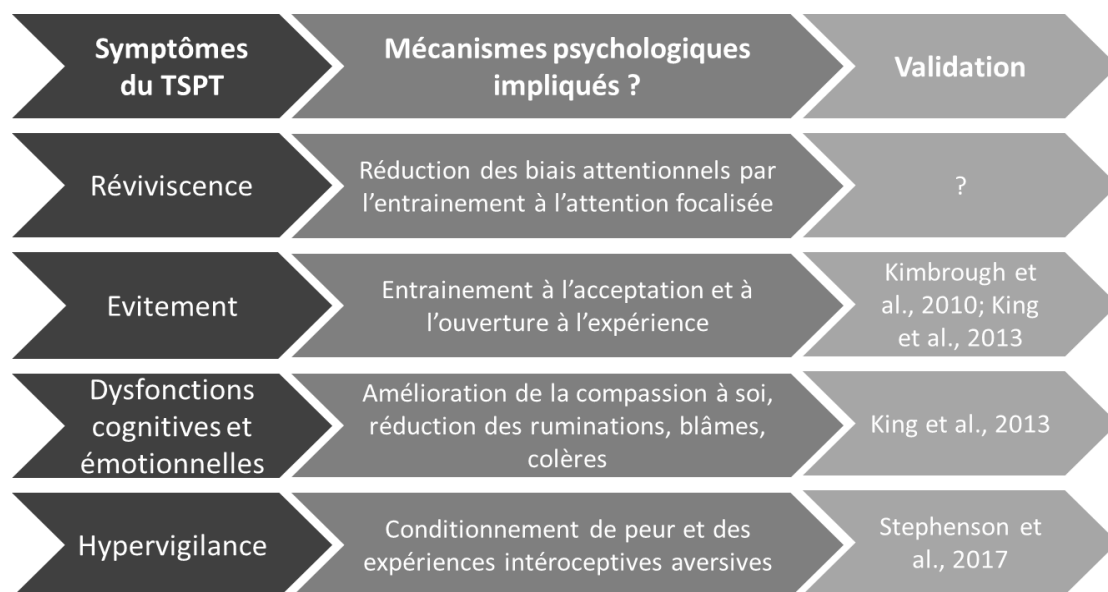 Symptômes
du TSPT
Mécanismes psychologiques
impliqués ?
Validation
Réviviscence
Réduction des biais attentionnels par
l'entrainement à l'attention focalisée
?
Evitement
Entrainement à l'acceptation et à
l'ouverture à l'expérience
Kimbrough et
al., 2010; King
et al., 2013
Dysfonctions
cognitives et
émotionnelles
Amélioration de la compassion à soi,
réduction des ruminations, blâmes,
colères
King et al., 2013
Hypervigilance
Conditionnement de peur et des
expériences intéroceptives aversives
Stephenson et
al., 2017